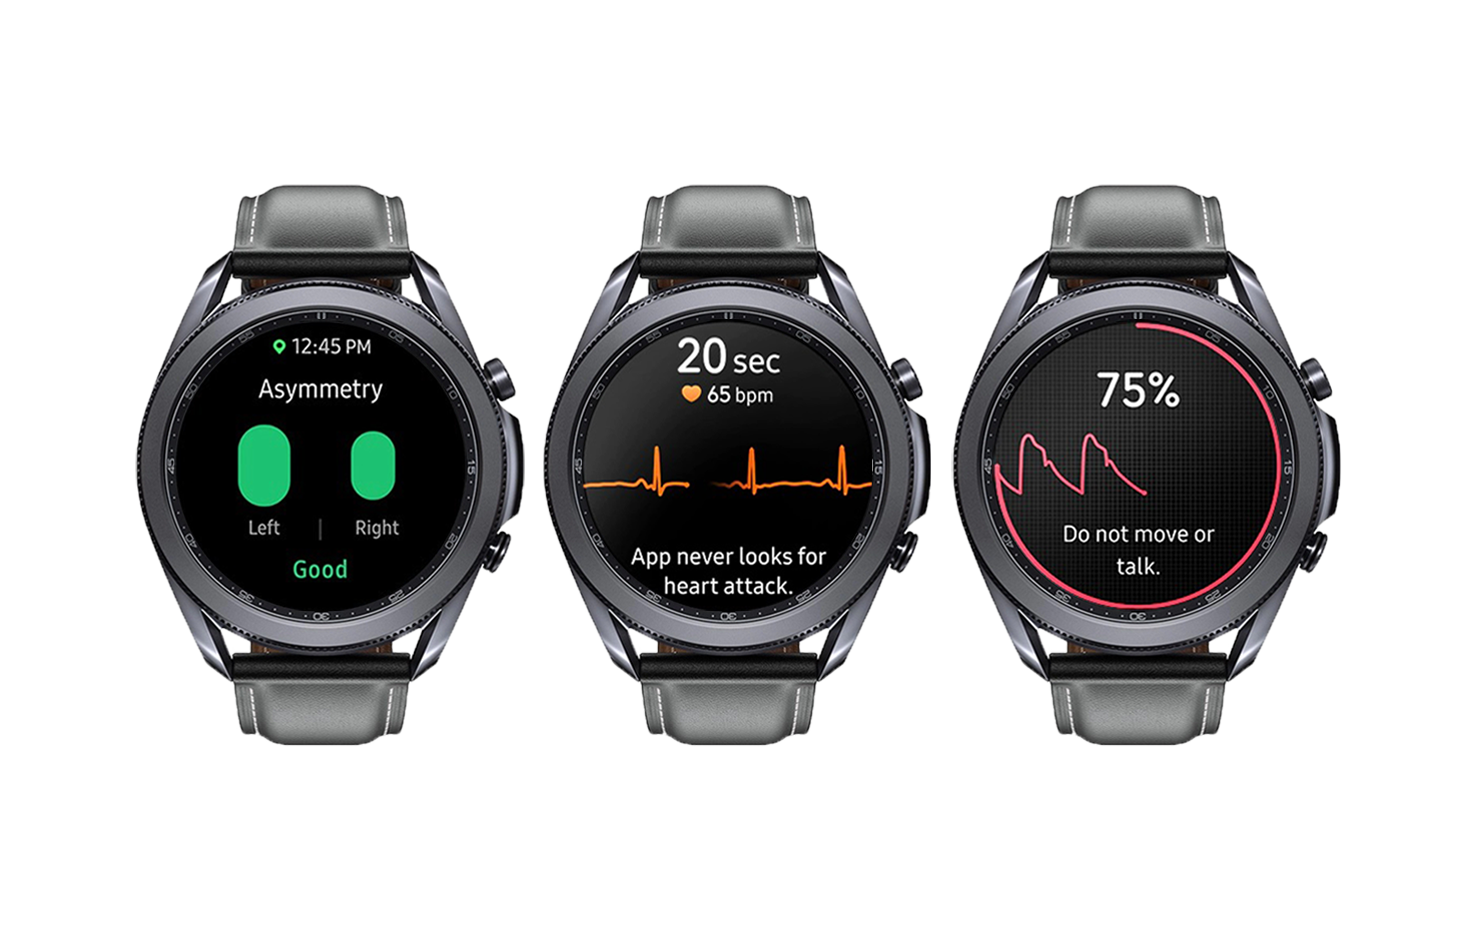 12:45 PM
Asymmetry
Left | Right
Good
20 sec
65 bpm
App never looks for
heart attack.
75%
Do not move or
talk.